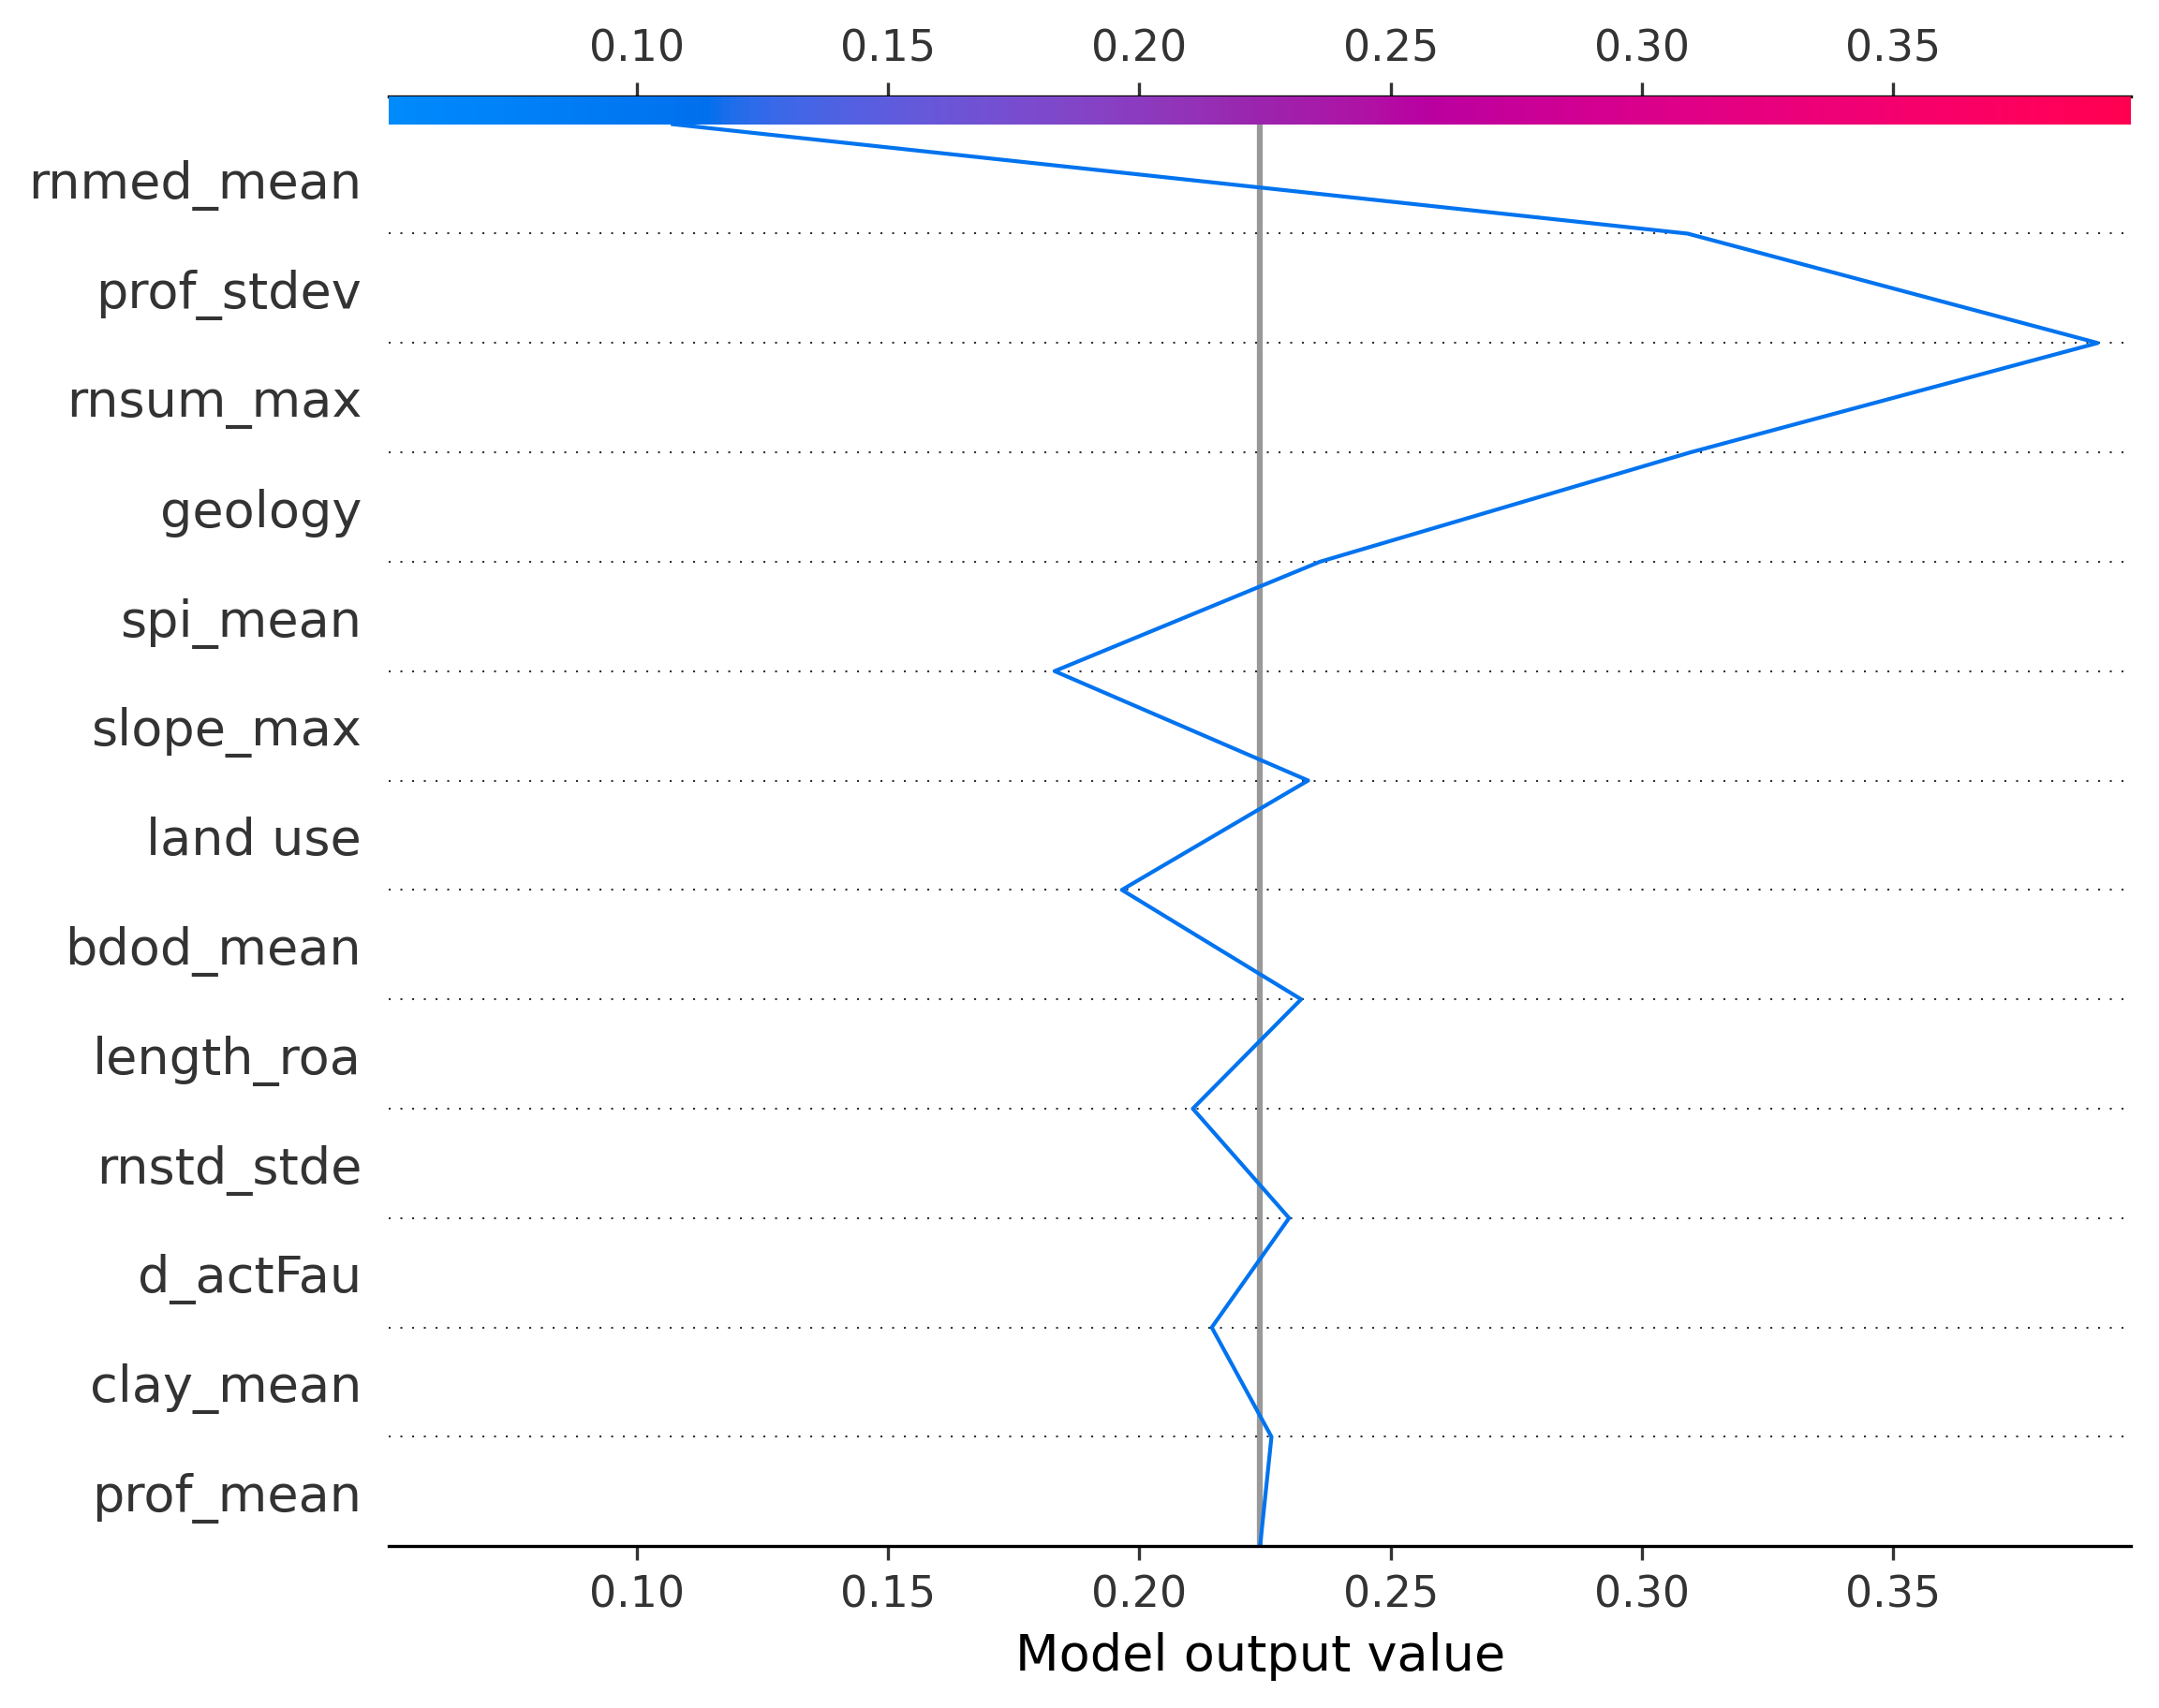 0.10 0.15 0.20 0.25 0.30 0.35
rnmed_mean
prof_stdev
rnsum_max
geology
spi_mean
slope_max
land use
bdod_mean
length_roa
rnstd_stde
d_actFau
clay_mean
prof_mean
0.10 0.15 0.20 0.25 0.30 0.35
Model output value